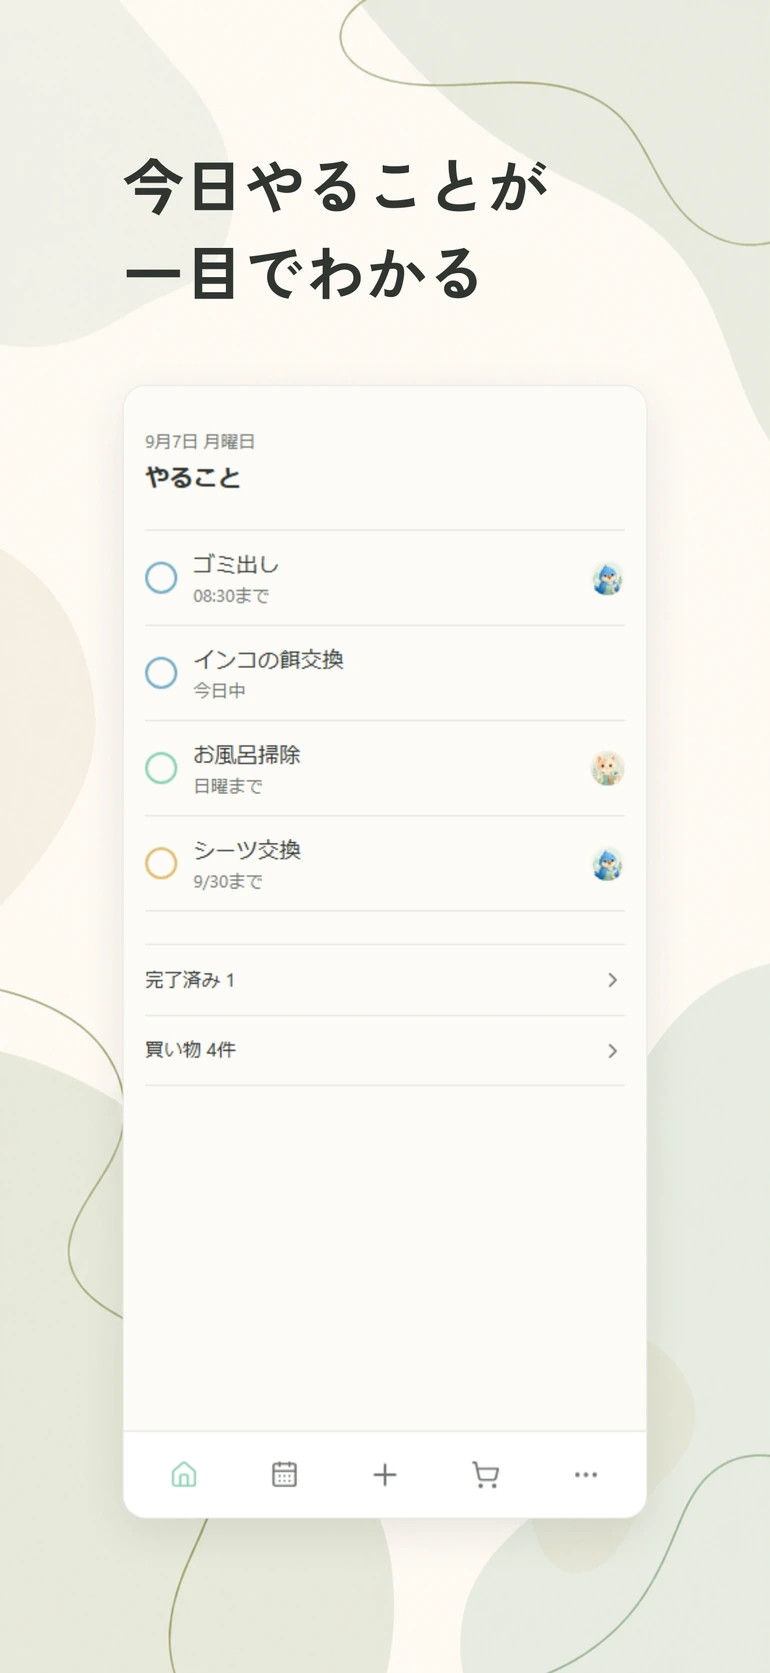 今日やることが
一目でわかる
9月7日 月曜日
やること
ゴミ出し
08:30まで
インコの餌交換
今日中
お風呂掃除
日曜まで
シーツ交換
9/30まで
完了済み 1
買い物 4件